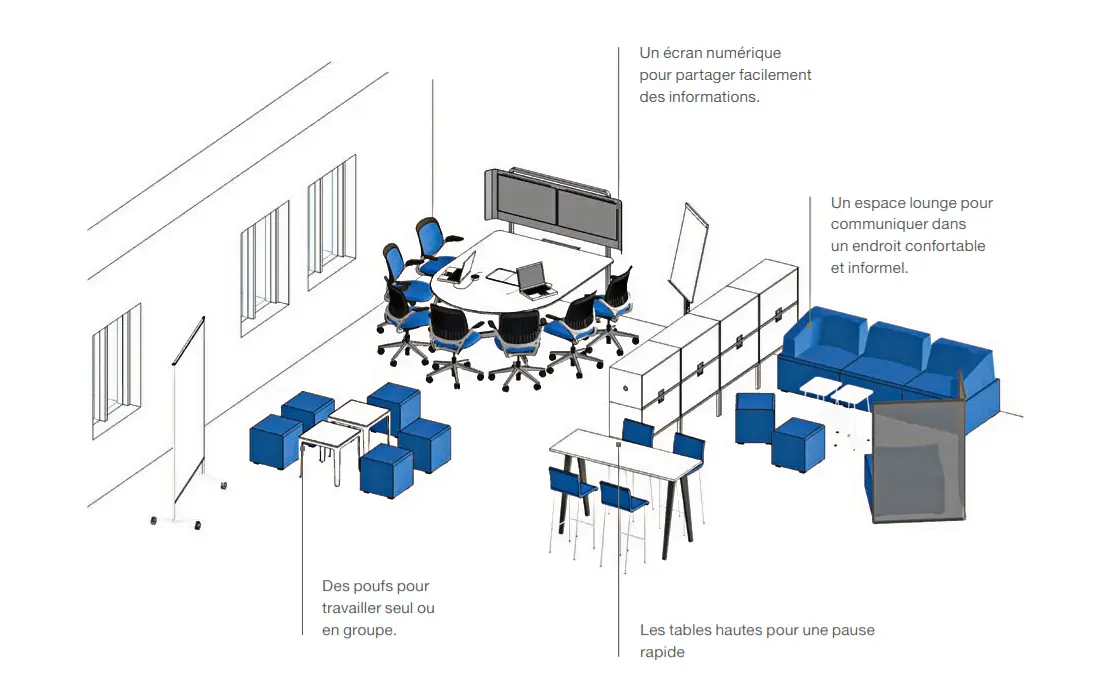 Un écran numérique
pour partager facilement
des informations.
Un espace lounge pour
communiquer dans
un endroit confortable
et informel.
Des poufs pour
travailler seul ou
en groupe.
Les tables hautes pour une pause
rapide